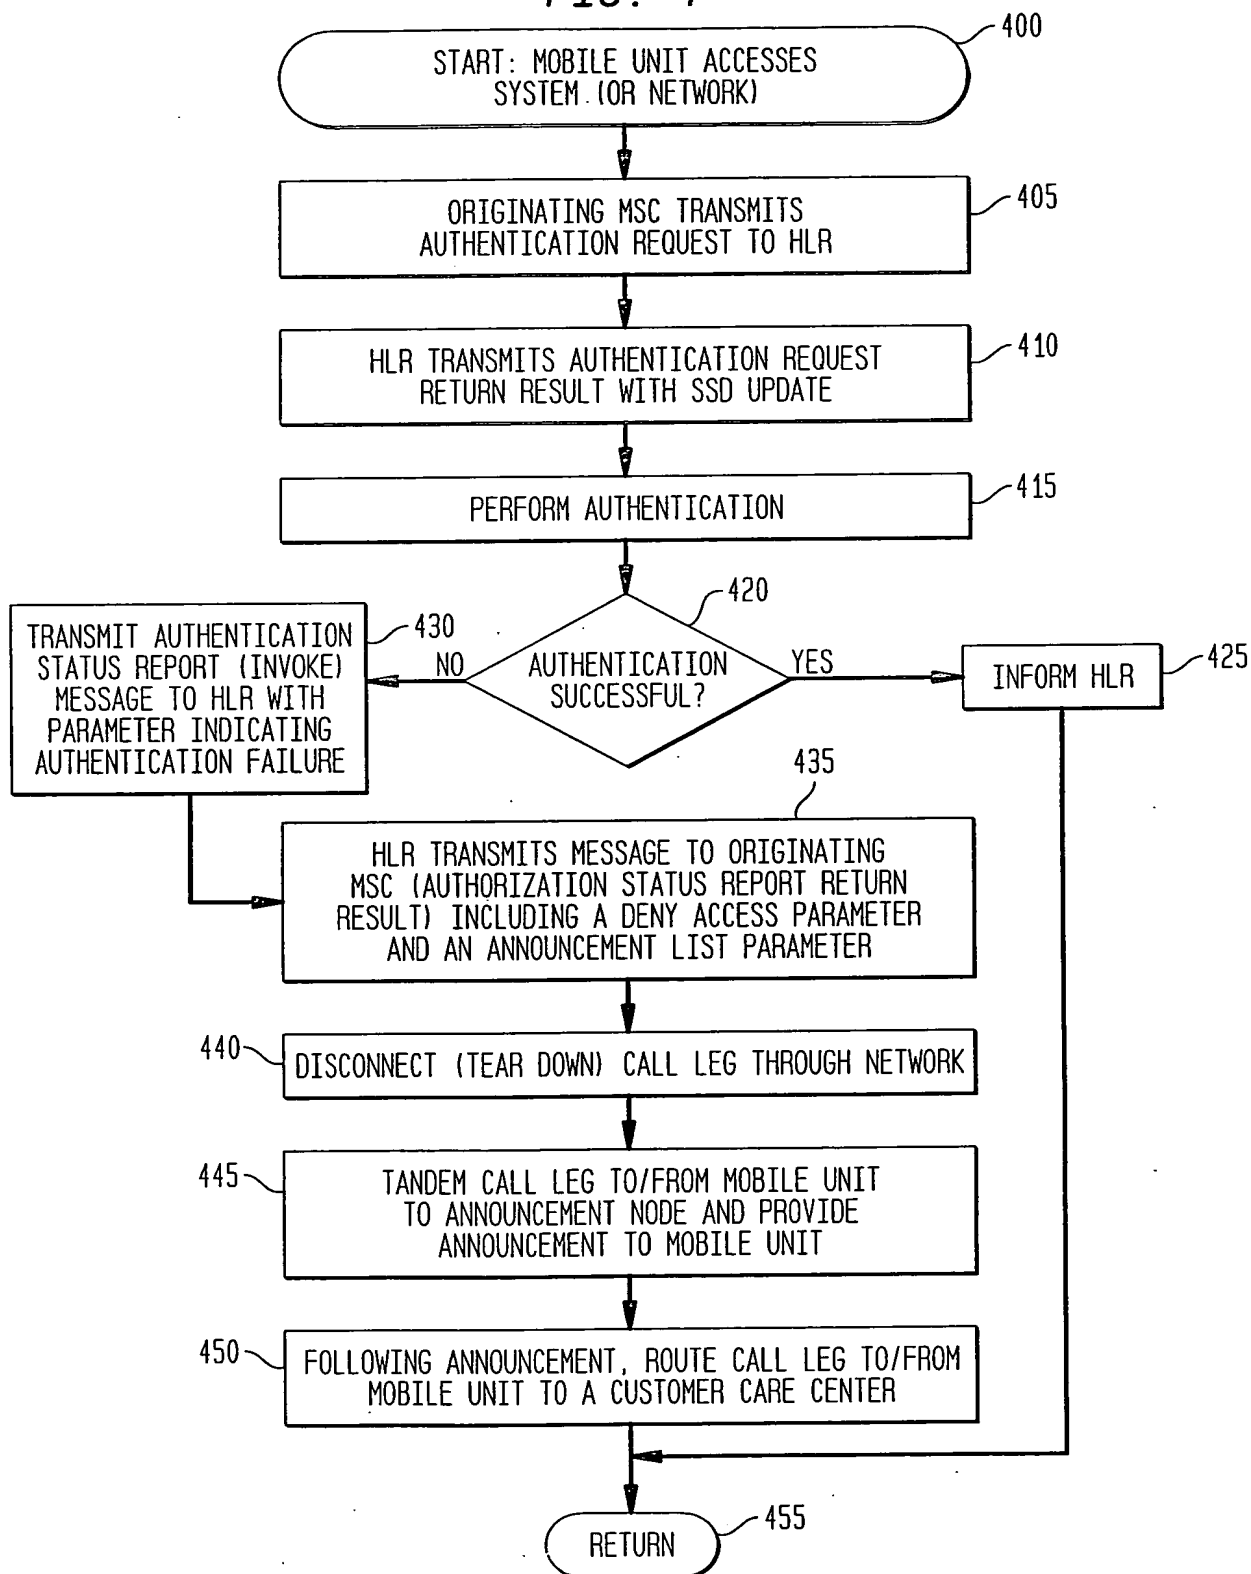 FIG. 4
400
START: MOBILE UNIT ACCESSES
SYSTEM (OR NETWORK)
405
ORIGINATING MSC TRANSMITS
AUTHENTICATION REQUEST TO HLR
410
HLR TRANSMITS AUTHENTICATION REQUEST
RETURN RESULT WITH SSD UPDATE
415
PERFORM AUTHENTICATION
420
AUTHENTICATION
SUCCESSFUL?
NO
YES
430
TRANSMIT AUTHENTICATION
STATUS REPORT (INVOKE)
MESSAGE TO HLR WITH
PARAMETER INDICATING
AUTHENTICATION FAILURE
425
INFORM HLR
435
HLR TRANSMITS MESSAGE TO ORIGINATING
MSC (AUTHORIZATION STATUS REPORT RETURN
RESULT) INCLUDING A DENY ACCESS PARAMETER
AND AN ANNOUNCEMENT LIST PARAMETER
440
DISCONNECT (TEAR DOWN) CALL LEG THROUGH NETWORK
445
TANDEM CALL LEG TO/FROM MOBILE UNIT
TO ANNOUNCEMENT NODE AND PROVIDE
ANNOUNCEMENT TO MOBILE UNIT
450
FOLLOWING ANNOUNCEMENT, ROUTE CALL LEG TO/FROM
MOBILE UNIT TO A CUSTOMER CARE CENTER
455
RETURN